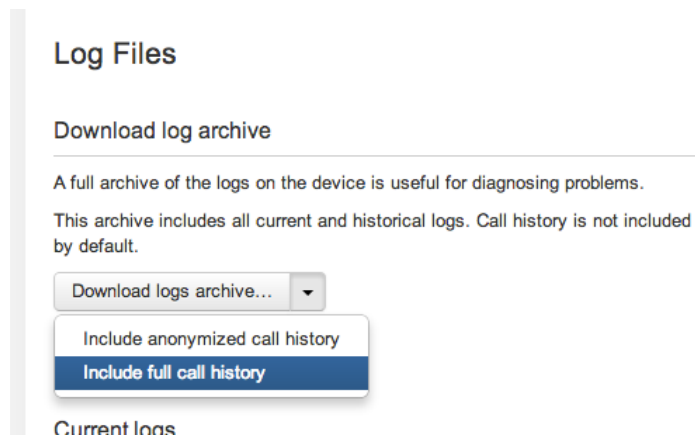 Log Files
Download log archive
A full archive of the logs on the device is useful for diagnosing problems.
This archive includes all current and historical logs. Call history is not included
by default.
Download logs archive...
Include anonymized call history
Include full call history
Current logs